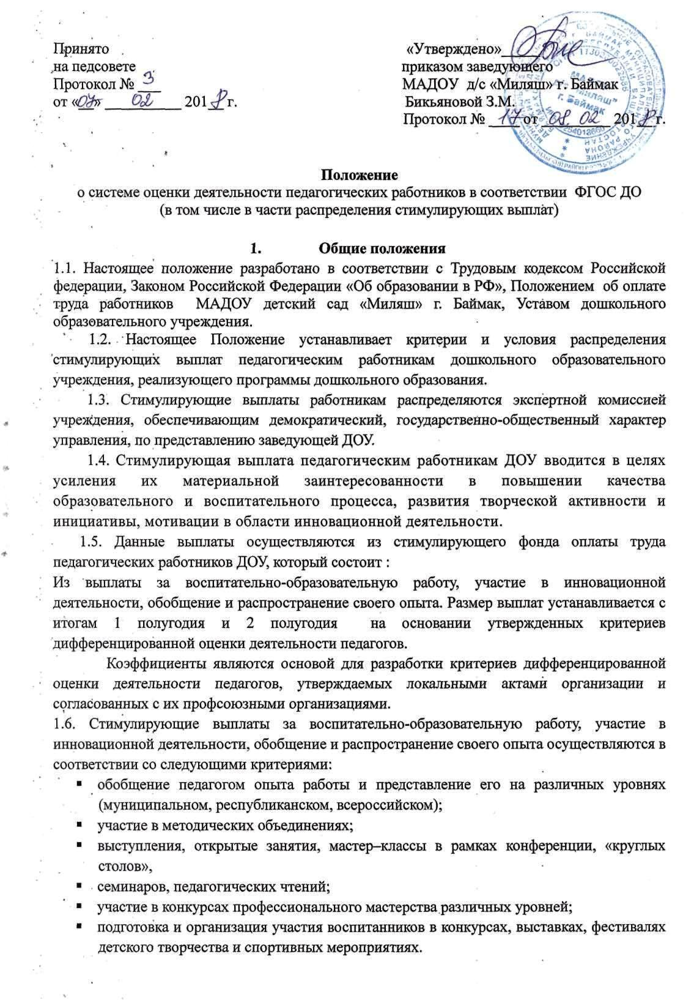 Принято
на педсовете
Протокол № 3
от «07» 02 2018 г.
«Утверждено»
приказом заведующего
МАДОУ д/с «Миляш» г. Баймак
Бикьяновой З.М.
Протокол № 17 от 08.02 2018 г.
Положение
о системе оценки деятельности педагогических работников в соответствии ФГОС ДО
(в том числе в части распределения стимулирующих выплат)
1. Общие положения
1.1. Настоящее положение разработано в соответствии с Трудовым кодексом Российской
федерации, Законом Российской Федерации «Об образовании в РФ», Положением об оплате
труда работников МАДОУ детский сад «Миляш» г. Баймак, Уставом дошкольного
образовательного учреждения.
1.2. Настоящее Положение устанавливает критерии и условия распределения
стимулирующих выплат педагогическим работникам дошкольного образовательного
учреждения, реализующего программы дошкольного образования.
1.3. Стимулирующие выплаты работникам распределяются экспертной комиссией
учреждения, обеспечивающим демократический, государственно-общественный характер
управления, по представлению заведующей ДОУ.
1.4. Стимулирующая выплата педагогическим работникам ДОУ вводится в целях
усиления их материальной заинтересованности в повышении качества
образовательного и воспитательного процесса, развития творческой активности и
инициативы, мотивации в области инновационной деятельности.
1.5. Данные выплаты осуществляются из стимулирующего фонда оплаты труда
педагогических работников ДОУ, который состоит :
Из выплаты за воспитательно-образовательную работу, участие в инновационной
деятельности, обобщение и распространение своего опыта. Размер выплат устанавливается с
итогам 1 полугодия и 2 полугодия на основании утвержденных критериев
дифференцированной оценки деятельности педагогов.
Коэффициенты являются основой для разработки критериев дифференцированной
оценки деятельности педагогов, утверждаемых локальными актами организации и
согласованных с их профсоюзными организациями.
1.6. Стимулирующие выплаты за воспитательно-образовательную работу, участие в
инновационной деятельности, обобщение и распространение своего опыта осуществляются в
соответствии со следующими критериями:
▪ обобщение педагогом опыта работы и представление его на различных уровнях
(муниципальном, республиканском, всероссийском);
▪ участие в методических объединениях;
▪ выступления, открытые занятия, мастер–классы в рамках конференции, «круглых
столов»,
▪ семинаров, педагогических чтений;
▪ участие в конкурсах профессионального мастерства различных уровней;
▪ подготовка и организация участия воспитанников в конкурсах, выставках, фестивалях
детского творчества и спортивных мероприятиях.